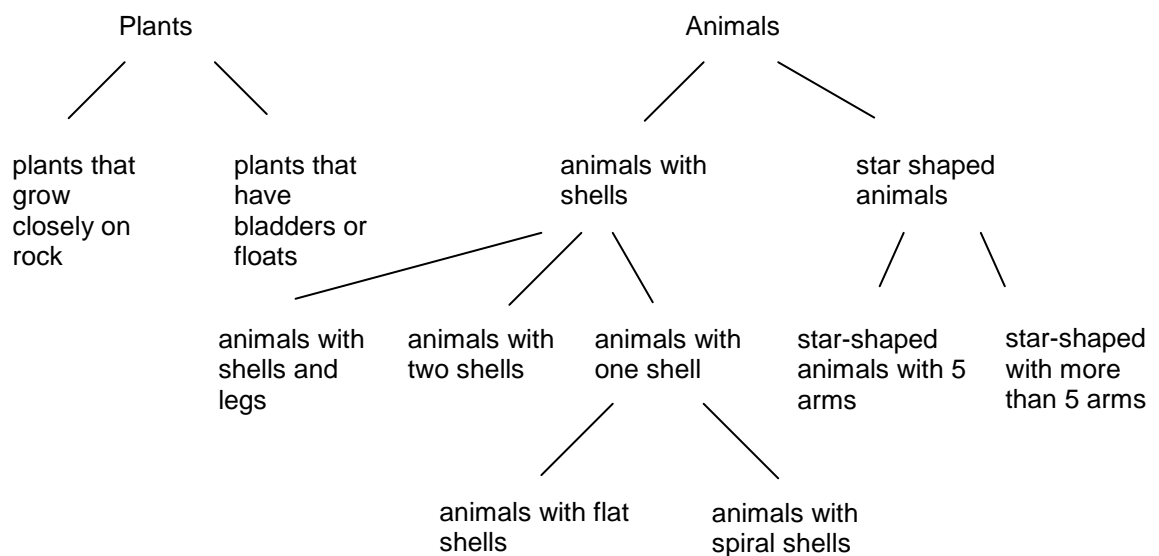 Plants
Animals
plants that
grow
closely on
rock
plants that
have
bladders or
floats
animals with
shells
star shaped
animals
animals with
shells and
legs
animals with
two shells
animals with
one shell
star-shaped
animals with 5
arms
star-shaped
with more
than 5 arms
animals with flat
shells
animals with
spiral shells